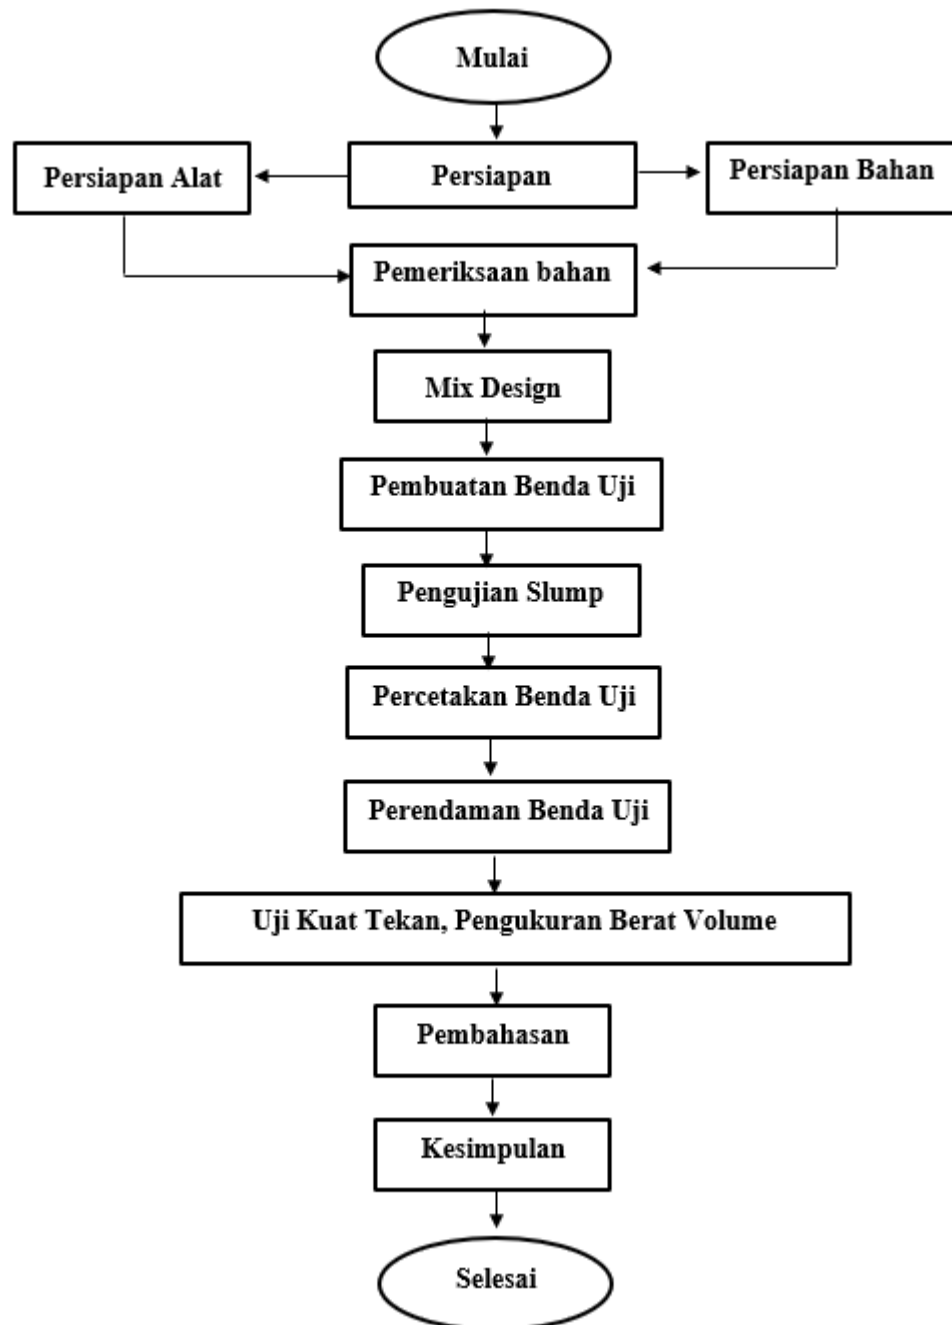 Mulai
Persiapan Alat
Persiapan
Persiapan Bahan
Pemeriksaan bahan
Mix Design
Pembuatan Benda Uji
Pengujian Slump
Percetakan Benda Uji
Perendaman Benda Uji
Uji Kuat Tekan, Pengukuran Berat Volume
Pembahasan
Kesimpulan
Selesai